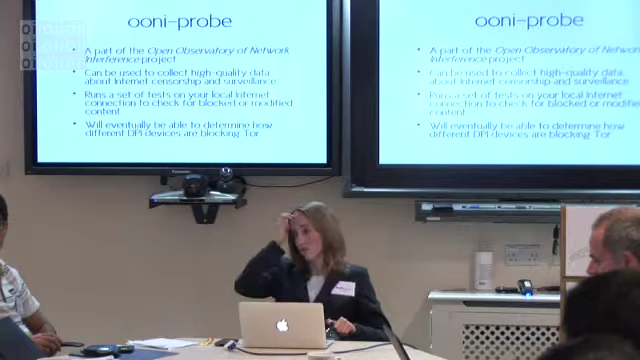 ooni-probe
A part of the Open Observatory of Network
Interference project
Can be used to collect high-quality data
about Internet censorship and surveillance
Runs a set of tests on your local Internet
connection to check for blocked or modified
content
Will eventually be able to determine how
different DPI devices are blocking Tor
Panasonic
ooni-probe
A part of the Open Observatory of Network
Interference project
Can be used to collect high-quality data
about Internet censorship and surveillance
Runs a set of tests on your local Internet
connection to check for blocked or modified
content
Will eventually be able to determine how
different DPI devices are blocking Tor